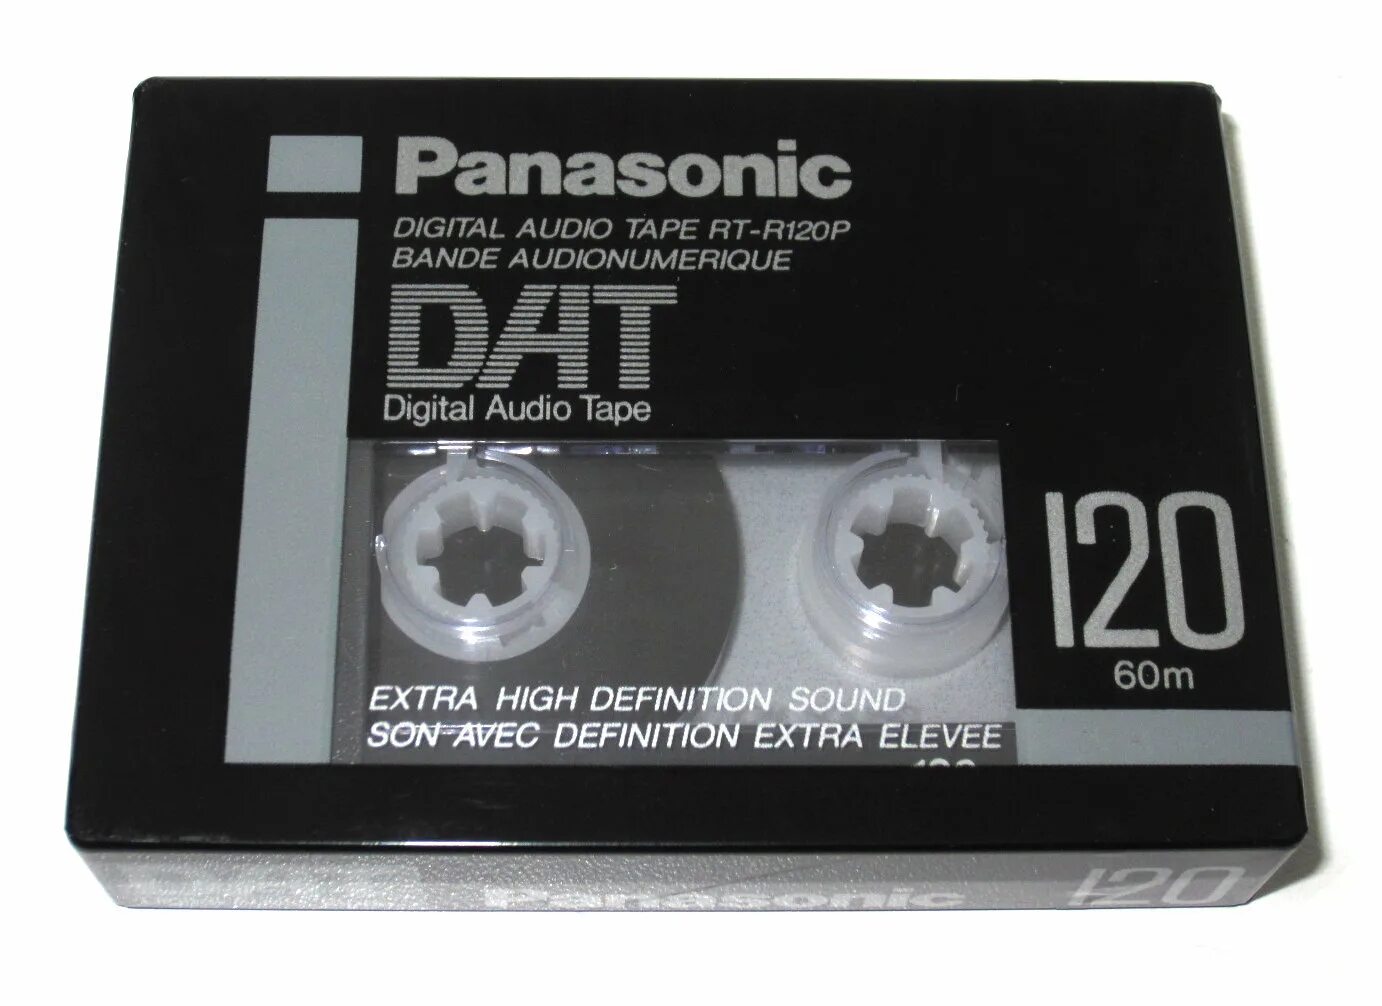 Panasonic
DIGITAL AUDIO TAPE RT-R120P
BANDE AUDIONUMERIQUE
DAT
Digital Audio Tape
120
60m
EXTRA HIGH DEFINITION SOUND
SON AVEC DEFINITION EXTRA ELEVEE
Panasonic
120